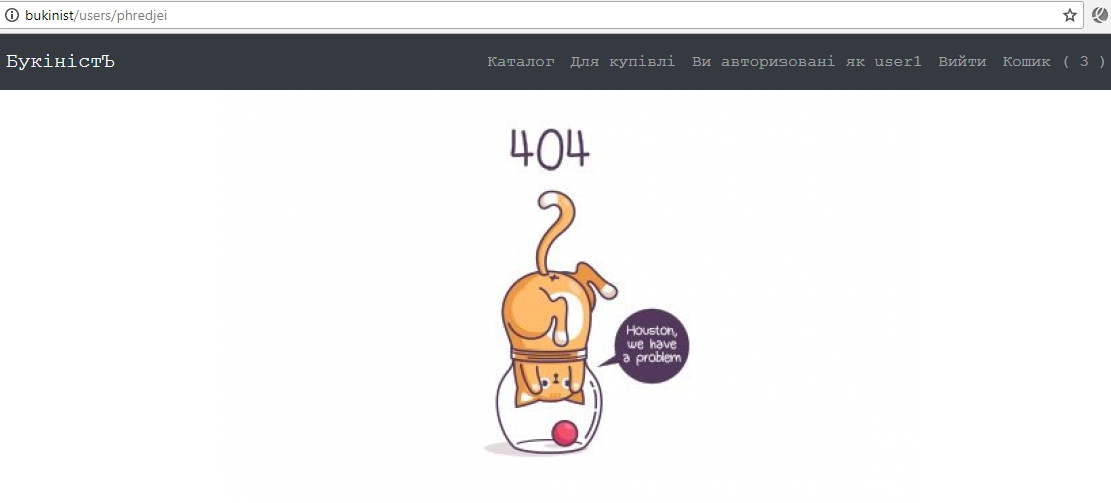 bukinist/users/phredjei
БукіністЪ Каталог Для купівлі Ви авторизовані як user1 Вийти Кошик ( 3 )
404
Houston,
we have
a problem